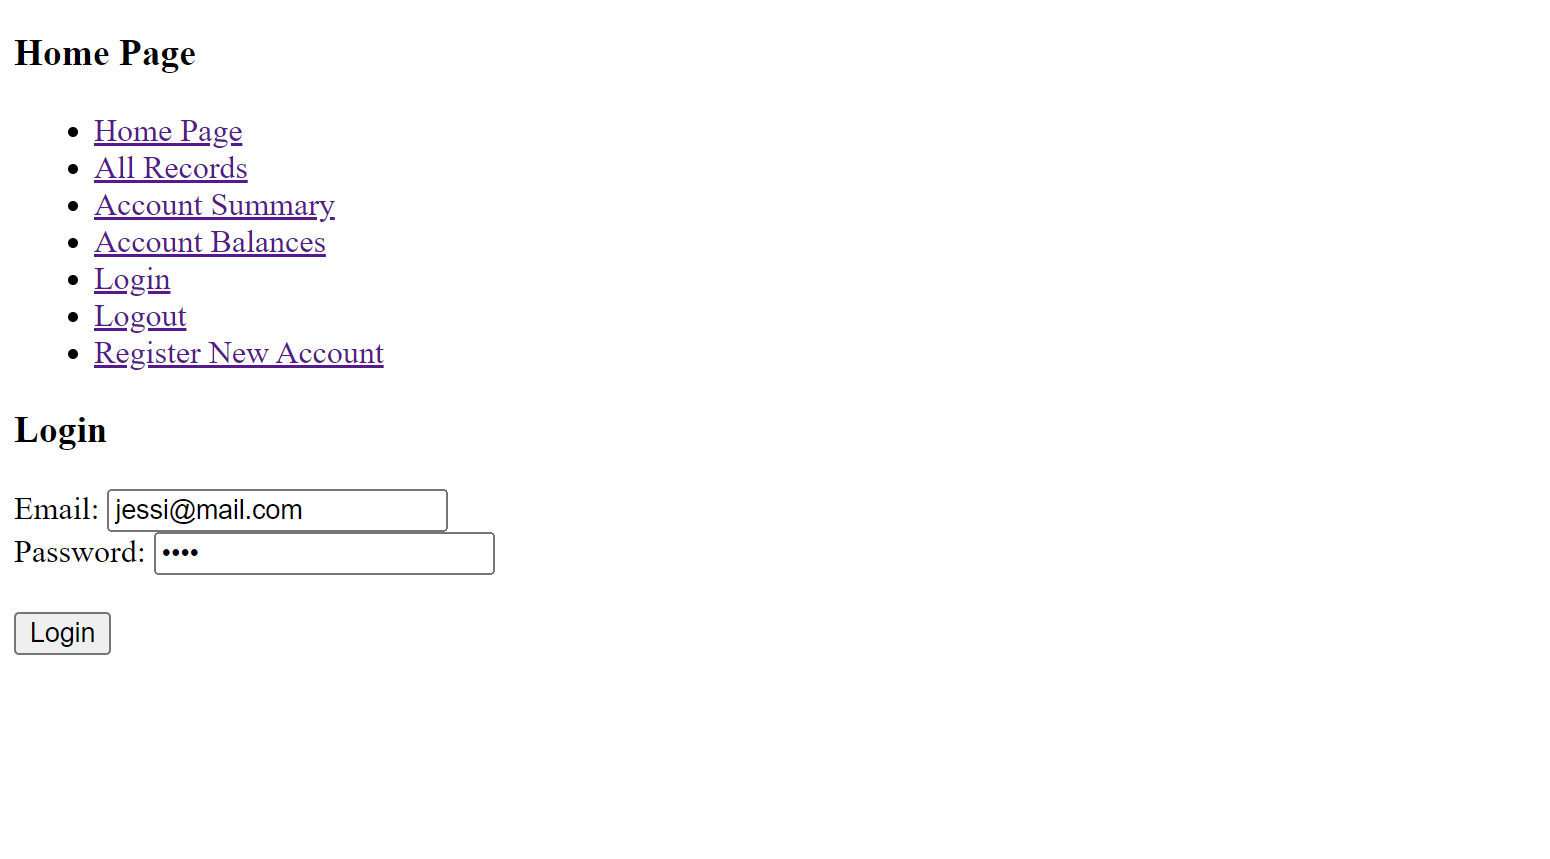 Home Page
Home Page
All Records
Account Summary
Account Balances
Login
Logout
Register New Account
Login
Email: jessi@mail.com
Password: ••••
Login